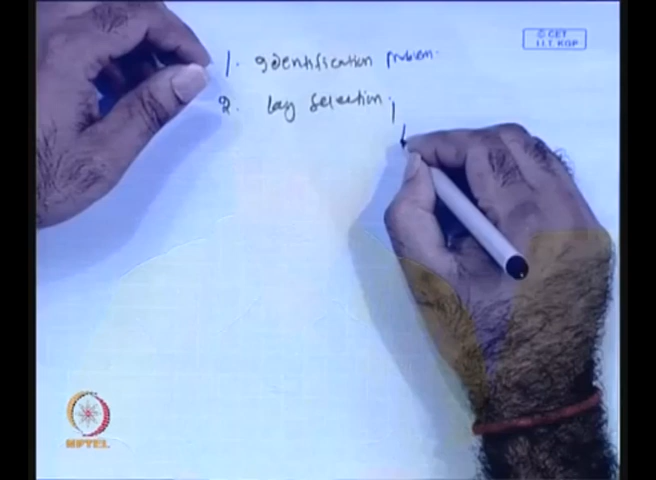 © CET
I.I.T. KGP
1. Identification problem.
2. Lag selection.
NPTEL